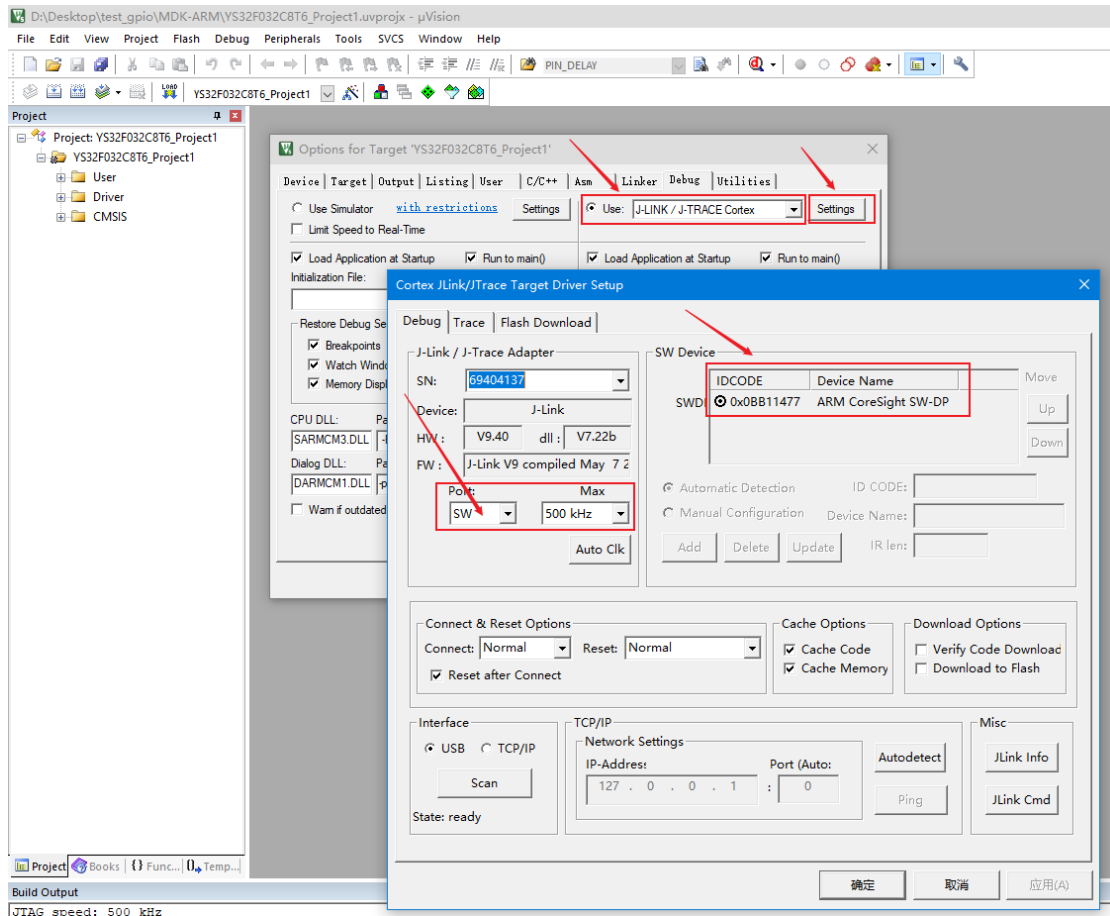 D:\Desktop\test_gpio\MDK-ARM\YS32F032C8T6_Project1.uvprojx - µVision
File Edit View Project Flash Debug Peripherals Tools SVCS Window Help
PIN_DELAY
LOAD YS32F032C8T6_Project1
Project
Project: YS32F032C8T6_Project1
YS32F032C8T6_Project1
User
Driver
CMSIS
Options for Target 'YS32F032C8T6_Project1'
Device Target Output Listing User C/C++ Asm Linker Debug Utilities
Use Simulator with restrictions Settings Use: J-LINK / J-TRACE Cortex Settings
Limit Speed to Real-Time
Load Application at Startup Run to main() Load Application at Startup Run to main()
Initialization File:
Restore Debug Se
Breakpoints
Watch Windo
Memory Displ
CPU DLL: Pa
SARMCM3.DLL
Dialog DLL: Pa
DARMCM1.DLL
Warn if outdated
Cortex JLink/JTrace Target Driver Setup
Debug Trace Flash Download
J-Link / J-Trace Adapter
SN: 69404137
Device: J-Link
HW : V9.40 dll : V7.22b
FW : J-Link V9 compiled May 7 2
Port: Max
SW 500 kHz
Auto Clk
SW Device
IDCODE Device Name Move
SWDI 0x0BB11477 ARM CoreSight SW-DP
Up
Down
Automatic Detection ID CODE:
Manual Configuration Device Name:
Add Delete Update IR len:
Connect & Reset Options
Connect: Normal Reset: Normal
Reset after Connect
Cache Options
Cache Code
Cache Memory
Download Options
Verify Code Download
Download to Flash
Interface
USB TCP/IP
Scan
State: ready
TCP/IP
Network Settings
IP-Address: Port (Auto:
127 . 0 . 0 . 1 : 0
Autodetect
Ping
Misc
JLink Info
JLink Cmd
确定 取消 应用(A)
Project Books {} Func... Temp...
Build Output
JTAG speed: 500 kHz